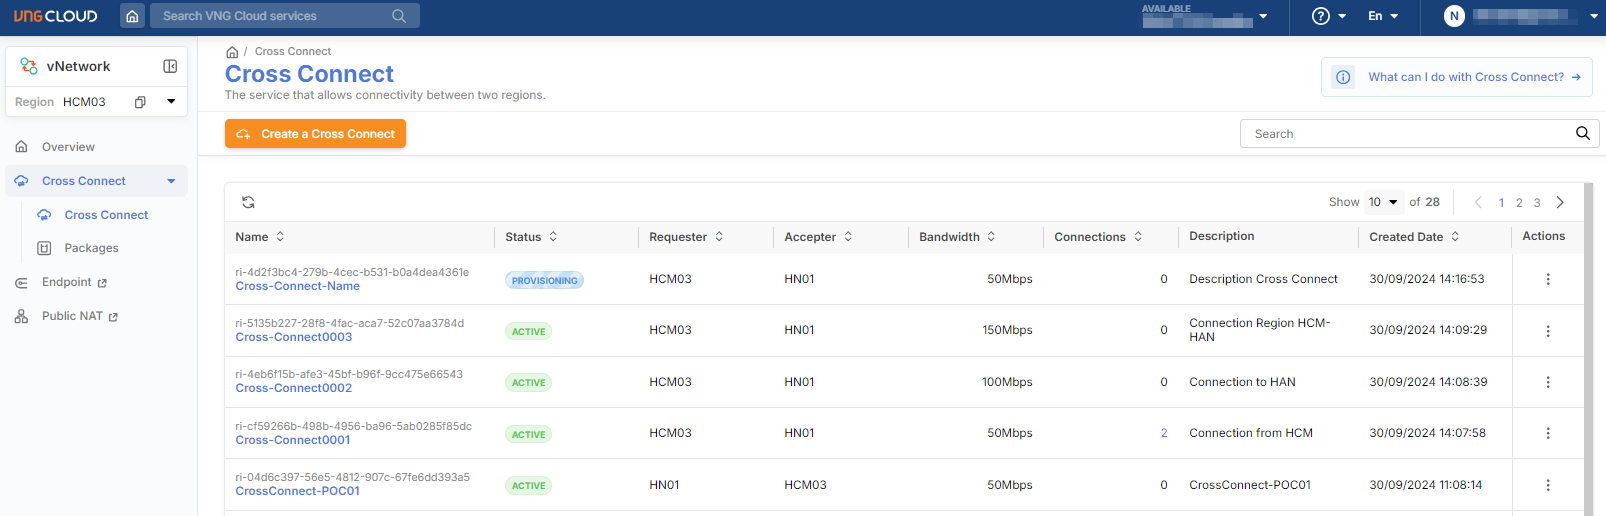 VNG CLOUD
Search VNG Cloud services
AVAILABLE
En
N
vNetwork
Region HCM03
Overview
Cross Connect
Cross Connect
Packages
Endpoint
Public NAT
/ Cross Connect
Cross Connect
The service that allows connectivity between two regions.
What can I do with Cross Connect?
Create a Cross Connect
Search
Show 10 of 28 1 2 3
Name Status Requester Accepter Bandwidth Connections Description Created Date Actions
ri-4d2f3bc4-279b-4cec-b531-b0a4dea4361e
Cross-Connect-Name PROVISIONING HCM03 HN01 50Mbps 0 Description Cross Connect 30/09/2024 14:16:53
ri-5135b227-28f8-4fac-aca7-52c07aa3784d
Cross-Connect0003 ACTIVE HCM03 HN01 150Mbps 0 Connection Region HCM-
HAN 30/09/2024 14:09:29
ri-4eb6f15b-afe3-45bf-b96f-9cc475e66543
Cross-Connect0002 ACTIVE HCM03 HN01 100Mbps 0 Connection to HAN 30/09/2024 14:08:39
ri-cf59266b-498b-4956-ba96-5ab0285f85dc
Cross-Connect0001 ACTIVE HCM03 HN01 50Mbps 2 Connection from HCM 30/09/2024 14:07:58
ri-04d6c397-56e5-4812-907c-67fe6dd393a5
CrossConnect-POC01 ACTIVE HN01 HCM03 50Mbps 0 CrossConnect-POC01 30/09/2024 11:08:14